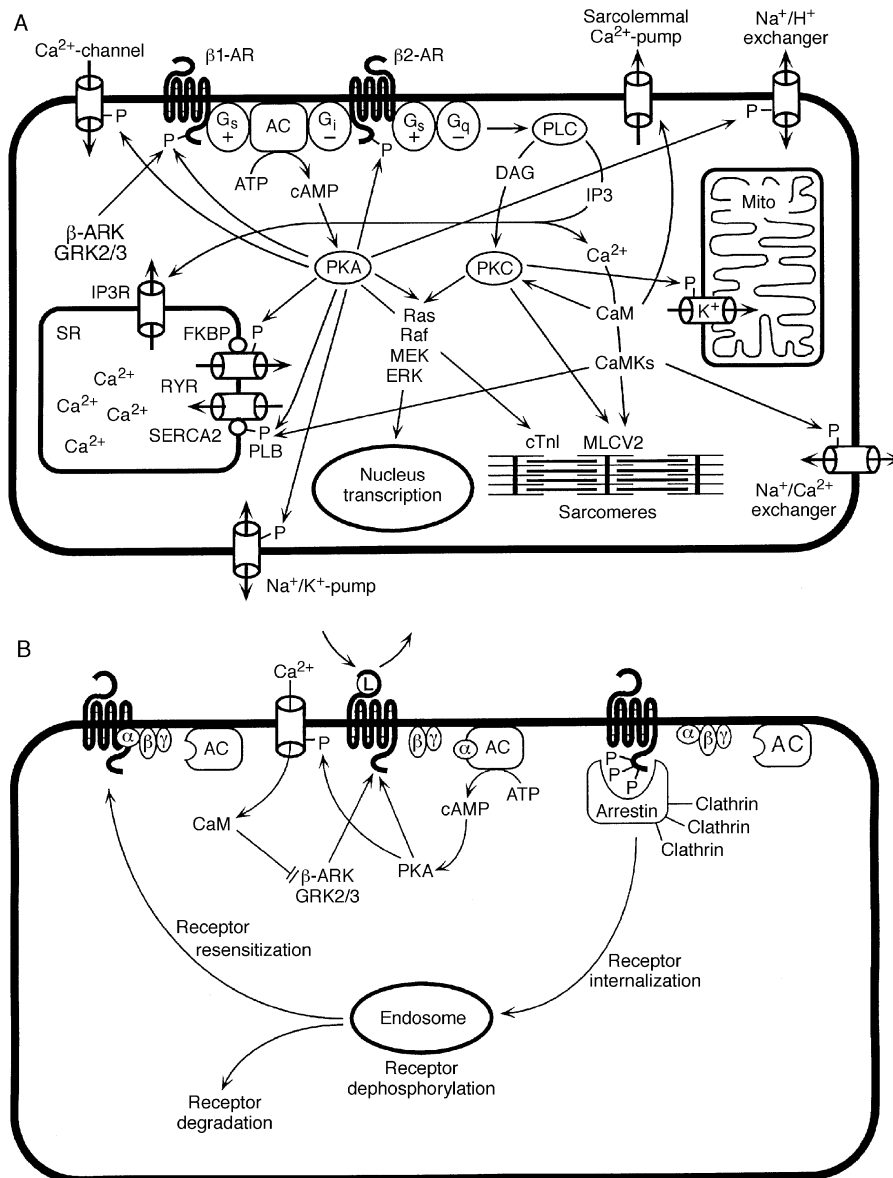 A
Ca2+-channel
β1-AR
β2-AR
Sarcolemmal
Ca2+-pump
Na+/H+
exchanger
P
P
Gs
+
AC
Gi
−
P
Gs
+
Gq
−
PLC
P
ATP
cAMP
DAG
IP3
Mito
β-ARK
GRK2/3
PKA
PKC
Ca2+
P
K+
IP3R
SR
FKBP
P
RYR
Ca2+
Ca2+
Ca2+
Ca2+
SERCA2
P
PLB
Ras
Raf
MEK
ERK
CaM
CaMKs
cTnI
MLCV2
P
Nucleus
transcription
Sarcomeres
Na+/Ca2+
exchanger
P
Na+/K+-pump
B
Ca2+
L
α
β
γ
AC
P
β
γ
α
AC
P
P
P
α
β
γ
AC
cAMP
ATP
Arrestin
Clathrin
Clathrin
Clathrin
CaM
β-ARK
GRK2/3
PKA
Receptor
resensitization
Receptor
internalization
Endosome
Receptor
dephosphorylation
Receptor
degradation